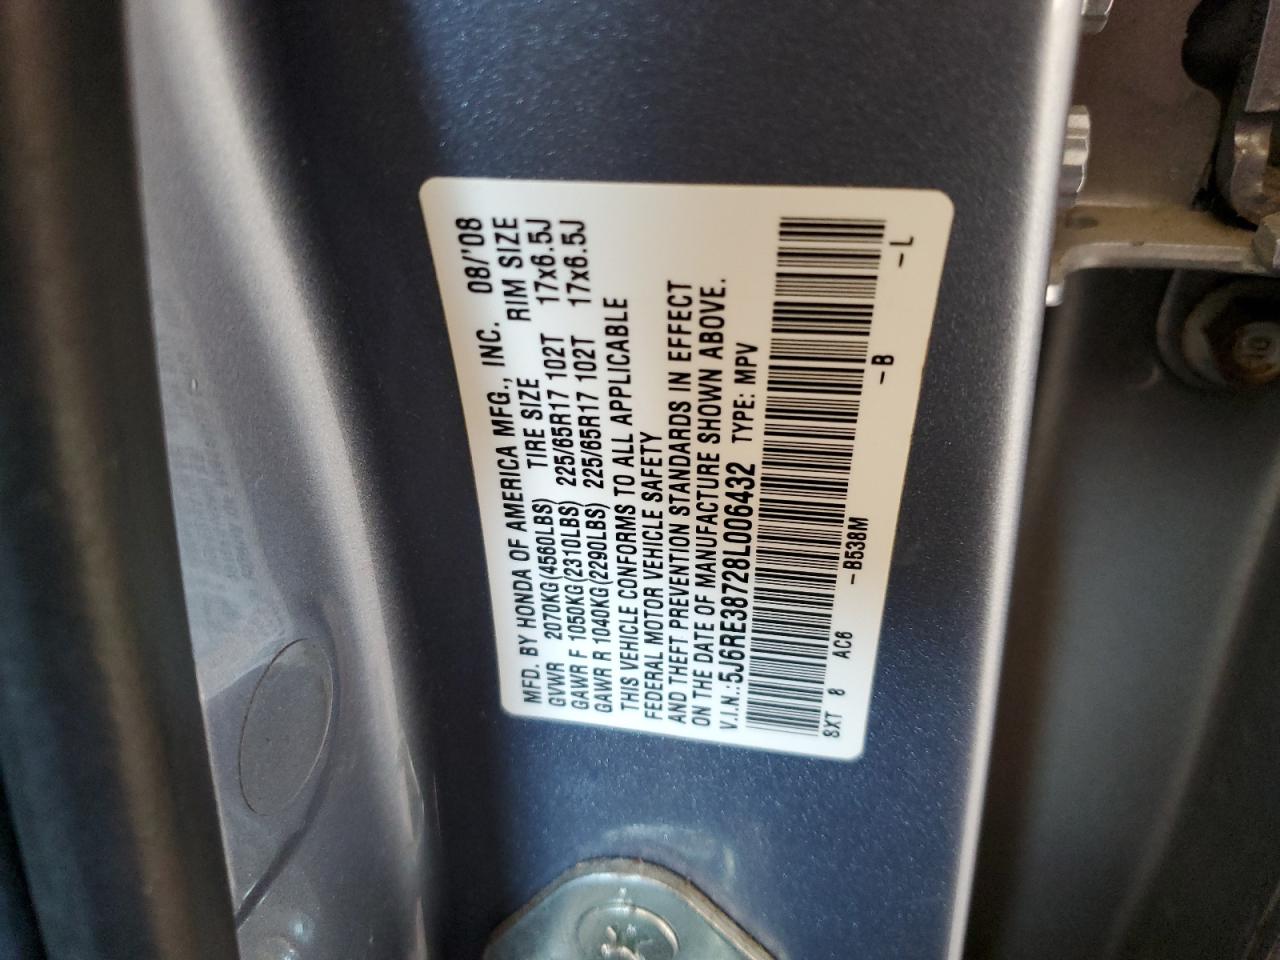 MFD. BY HONDA OF AMERICA MFG., INC. 08/'08
GVWR 2070KG(4560LBS) TIRE SIZE RIM SIZE
GAWR F 1050KG(2310LBS) 225/65R17 102T 17x6.5J
GAWR R 1040KG(2290LBS) 225/65R17 102T 17x6.5J
THIS VEHICLE CONFORMS TO ALL APPLICABLE
FEDERAL MOTOR VEHICLE SAFETY
AND THEFT PREVENTION STANDARDS IN EFFECT
ON THE DATE OF MANUFACTURE SHOWN ABOVE.
V.I.N.:5J6RE38728L006432 TYPE: MPV
SXT 8 AC6 -B538M -B -L
10